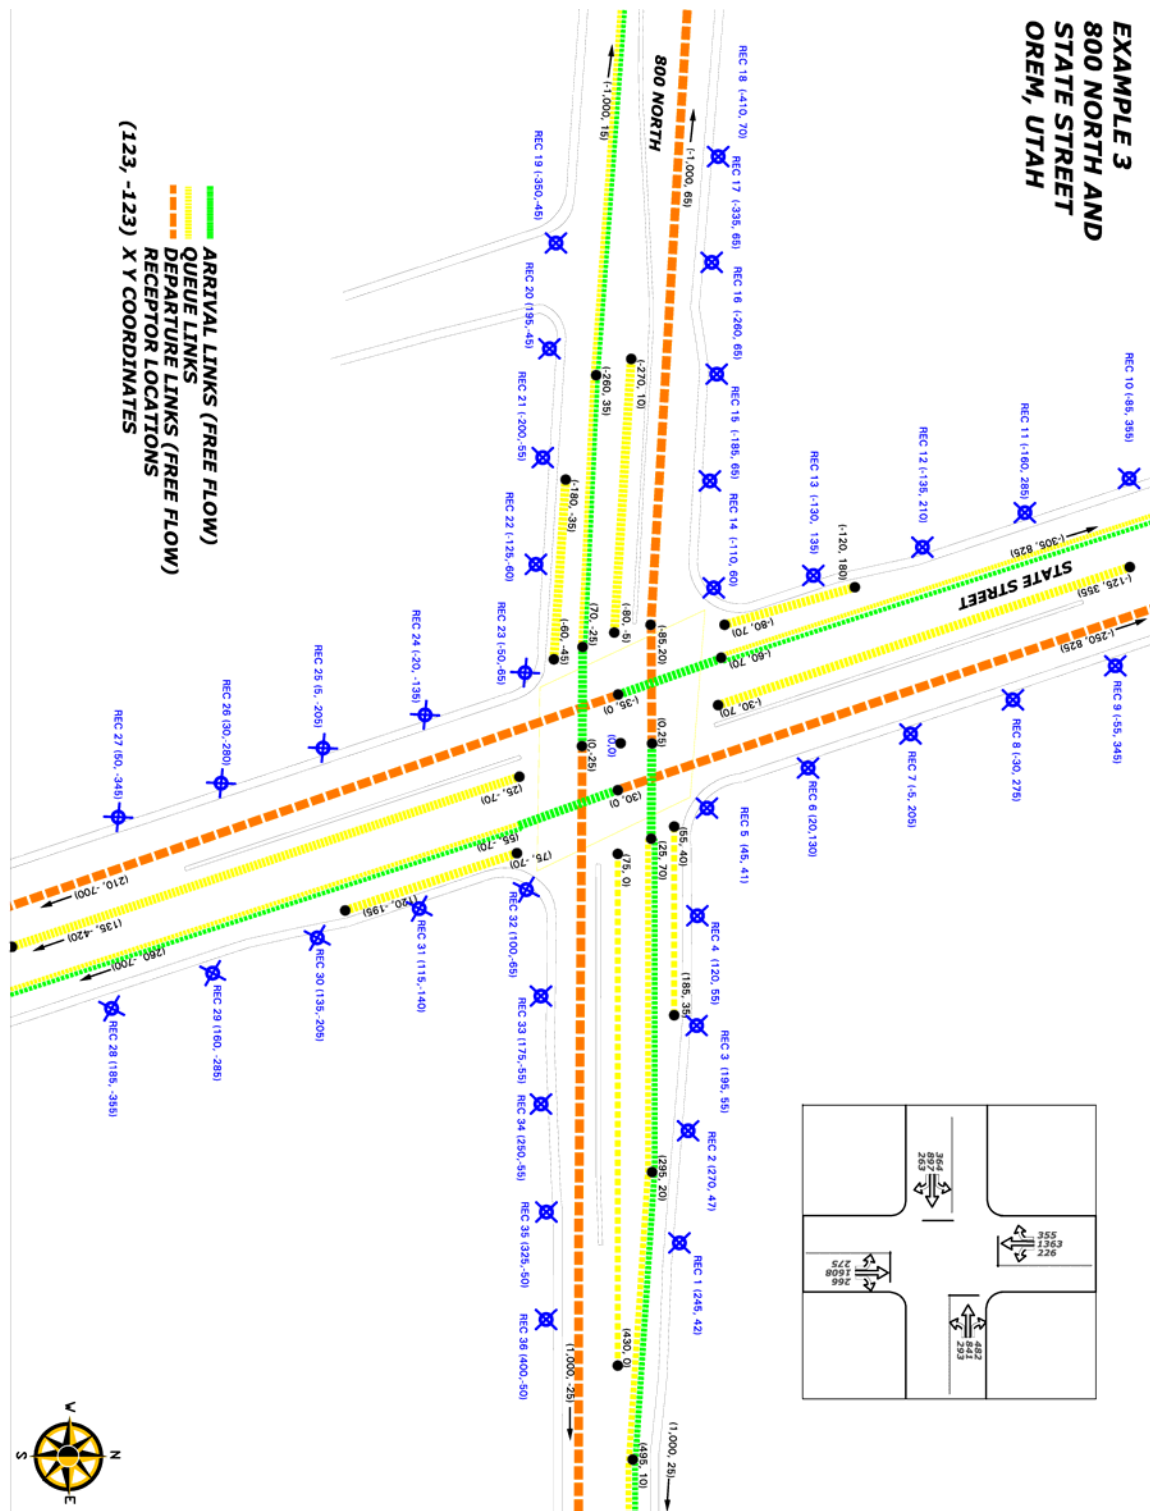 EXAMPLE 3
800 NORTH AND
STATE STREET
OREM, UTAH
800 NORTH
STATE STREET
REC 18 (-410, 70)
REC 17 (-335, 65)
REC 16 (-260, 65)
REC 15 (-185, 65)
REC 14 (-110, 60)
REC 13 (-130, 135)
REC 12 (-135, 210)
REC 11 (-160, 285)
REC 10 (-85, 355)
REC 9 (-55, 345)
REC 8 (-30, 275)
REC 7 (-5, 205)
REC 6 (20,130)
REC 5 (45, 41)
REC 4 (120, 55)
REC 3 (195, 55)
REC 2 (270, 47)
REC 1 (245, 42)
REC 19 (-350,-45)
REC 20 (195,-45)
REC 21 (-200,-55)
REC 22 (-125,-60)
REC 23 (-50,-65)
REC 24 (-20, -135)
REC 25 (5, -205)
REC 26 (30,-280)
REC 27 (50, -345)
REC 28 (185, -355)
REC 29 (160, -285)
REC 30 (135,-205)
REC 31 (115,-140)
REC 32 (100,-65)
REC 33 (175,-55)
REC 34 (250,-55)
REC 35 (325,-50)
REC 36 (400,-50)
(-1,000, 15)
(-1,000, 65)
(-260, 35)
(-270, 10)
(-180, -35)
(-60, -45)
(70, -25)
(-80, -5)
(-85,20)
(-120, 180)
(-80, 70)
(-60, 70)
(-30, 70)
(-305, 825)
(-125, 355)
(-250, 825)
(-35, 0)
(0,0)
(0,25)
(0,-25)
(30, 0)
(25, -70)
(55, -70)
(75, -70)
(120, -195)
(210, -700)
(135, -420)
(260, -700)
(75, 0)
(55, 40)
(25, 70)
(185, 35)
(295, 20)
(430, 0)
(495, 10)
(1,000, -25)
(1,000, 25)
ARRIVAL LINKS (FREE FLOW)
QUEUE LINKS
DEPARTURE LINKS (FREE FLOW)
RECEPTOR LOCATIONS
(123, -123) X Y COORDINATES
364
897
263
355
1363
226
266
1608
275
482
841
293
W
N
S
E